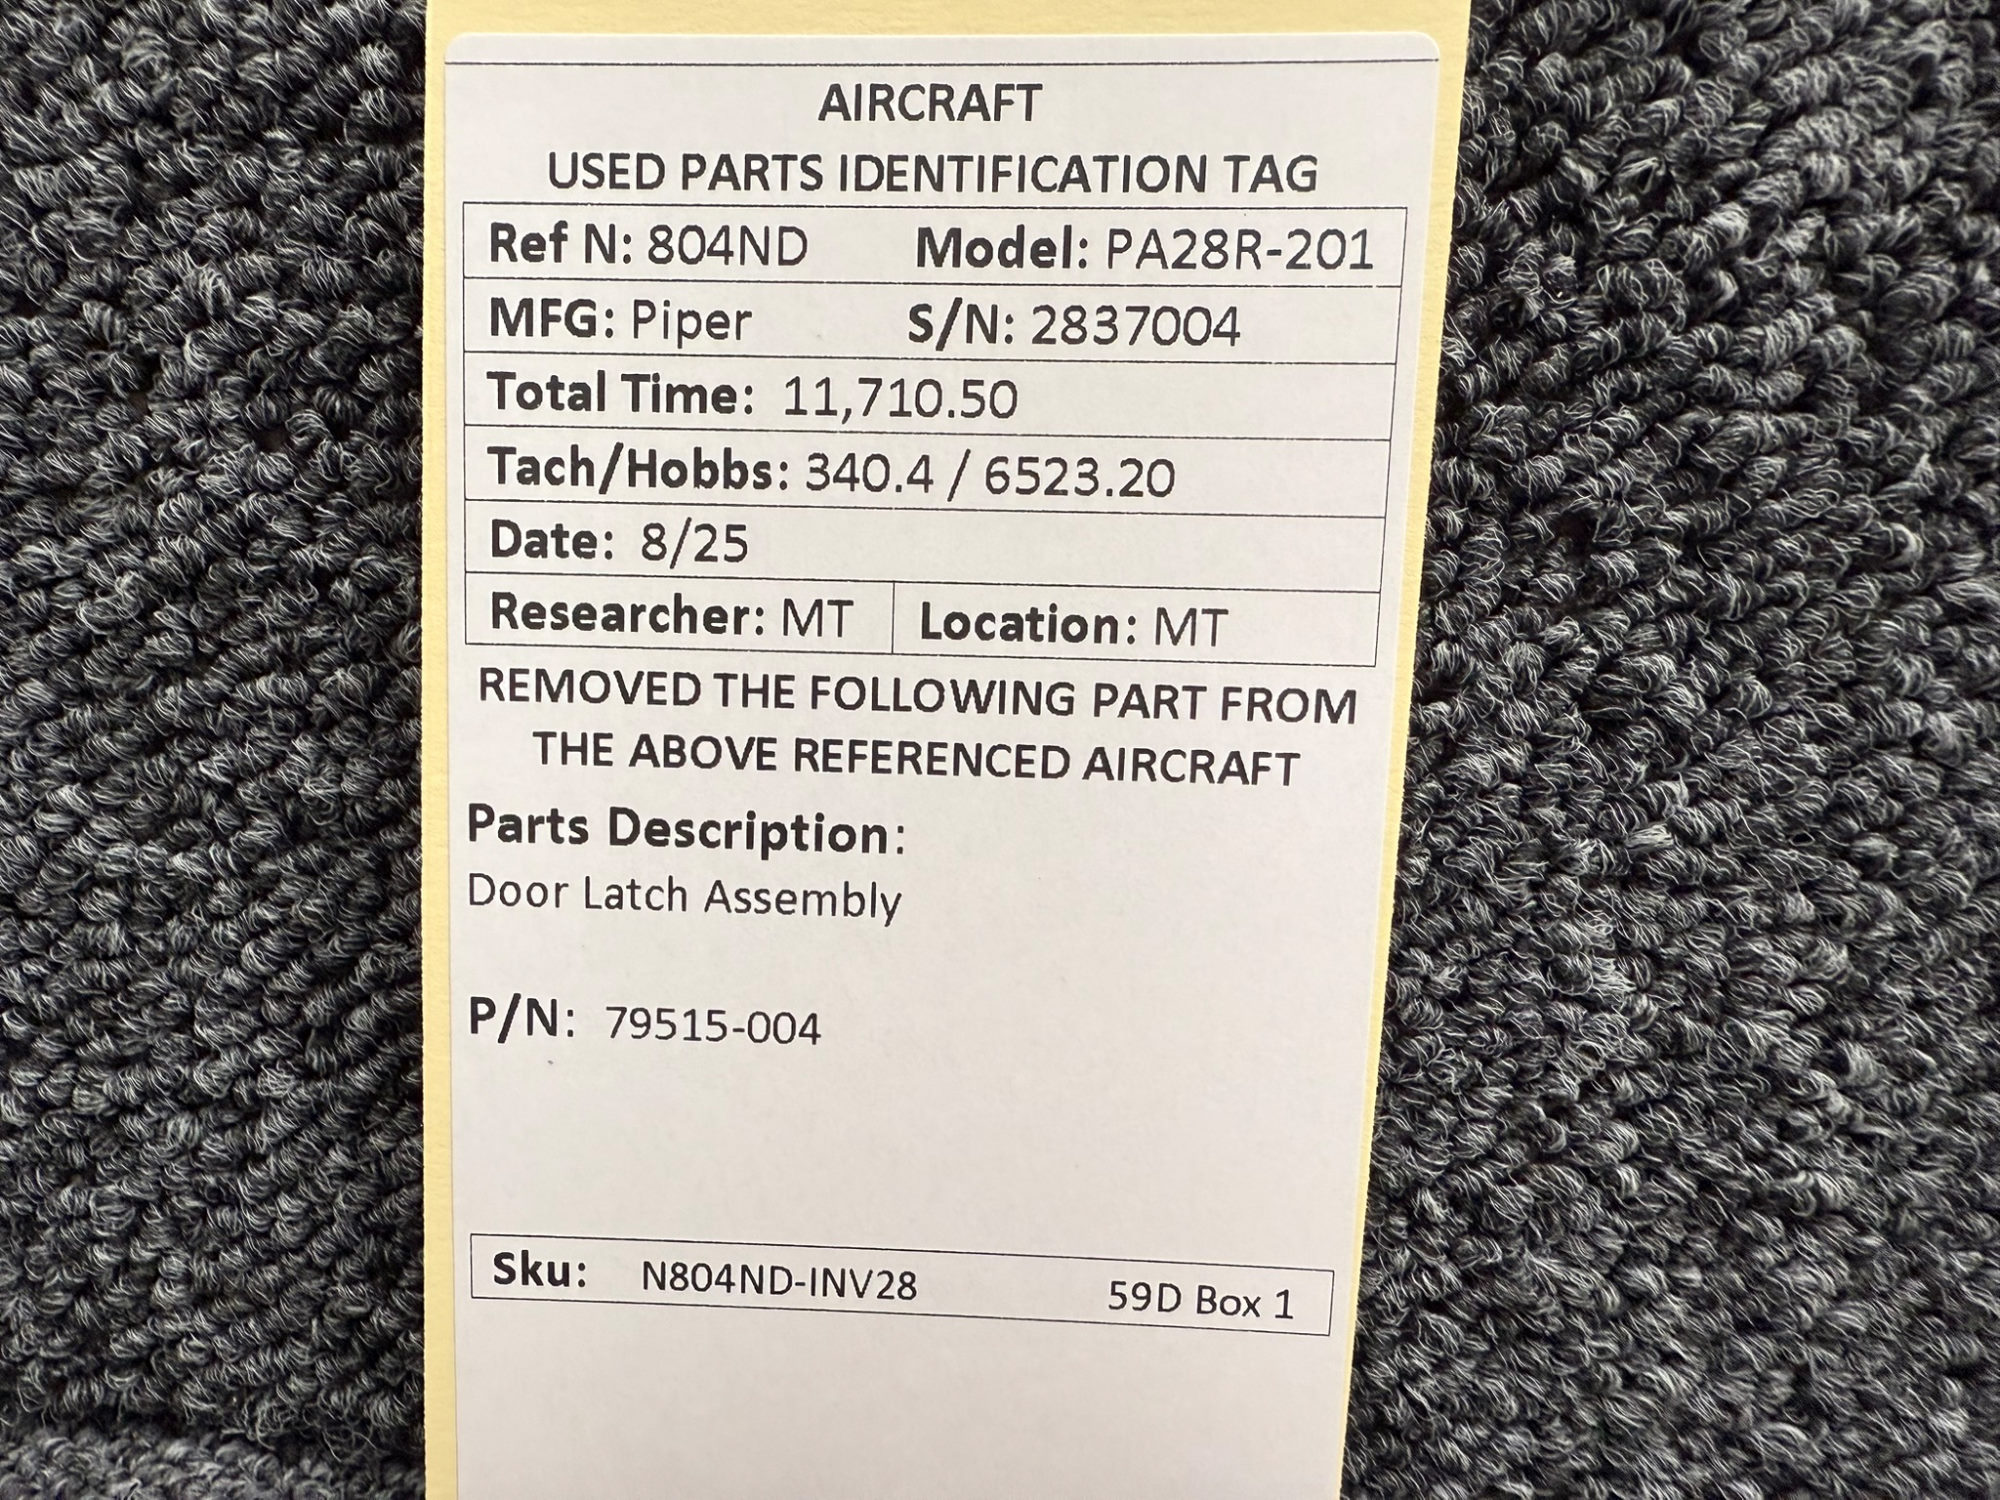 AIRCRAFT
USED PARTS IDENTIFICATION TAG
Ref N: 804ND Model: PA28R-201
MFG: Piper S/N: 2837004
Total Time: 11,710.50
Tach/Hobbs: 340.4 / 6523.20
Date: 8/25
Researcher: MT Location: MT
REMOVED THE FOLLOWING PART FROM
THE ABOVE REFERENCED AIRCRAFT
Parts Description:
Door Latch Assembly
P/N: 79515-004
Sku: N804ND-INV28 59D Box 1